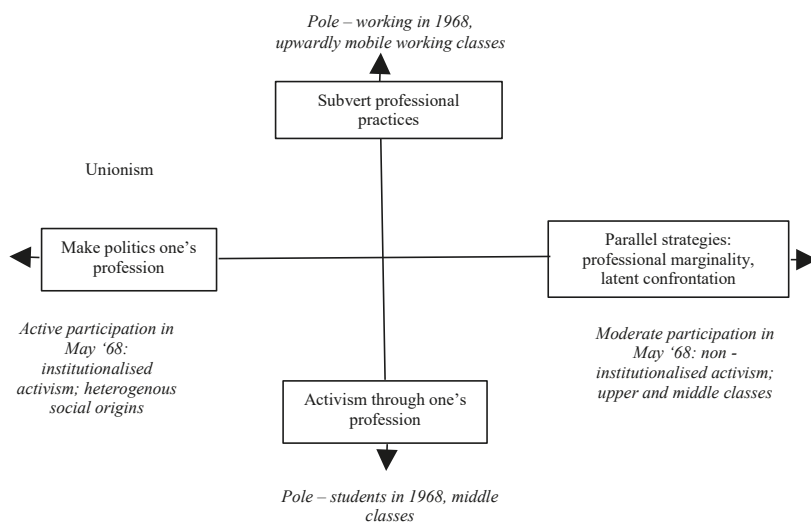 Pole – working in 1968,
upwardly mobile working classes
Subvert professional
practices
Unionism
Make politics one's
profession
Parallel strategies:
professional marginality,
latent confrontation
Active participation in
May ‘68:
institutionalised
activism; heterogenous
social origins
Moderate participation in
May ‘68: non -
institutionalised activism;
upper and middle classes
Activism through one's
profession
Pole – students in 1968, middle
classes